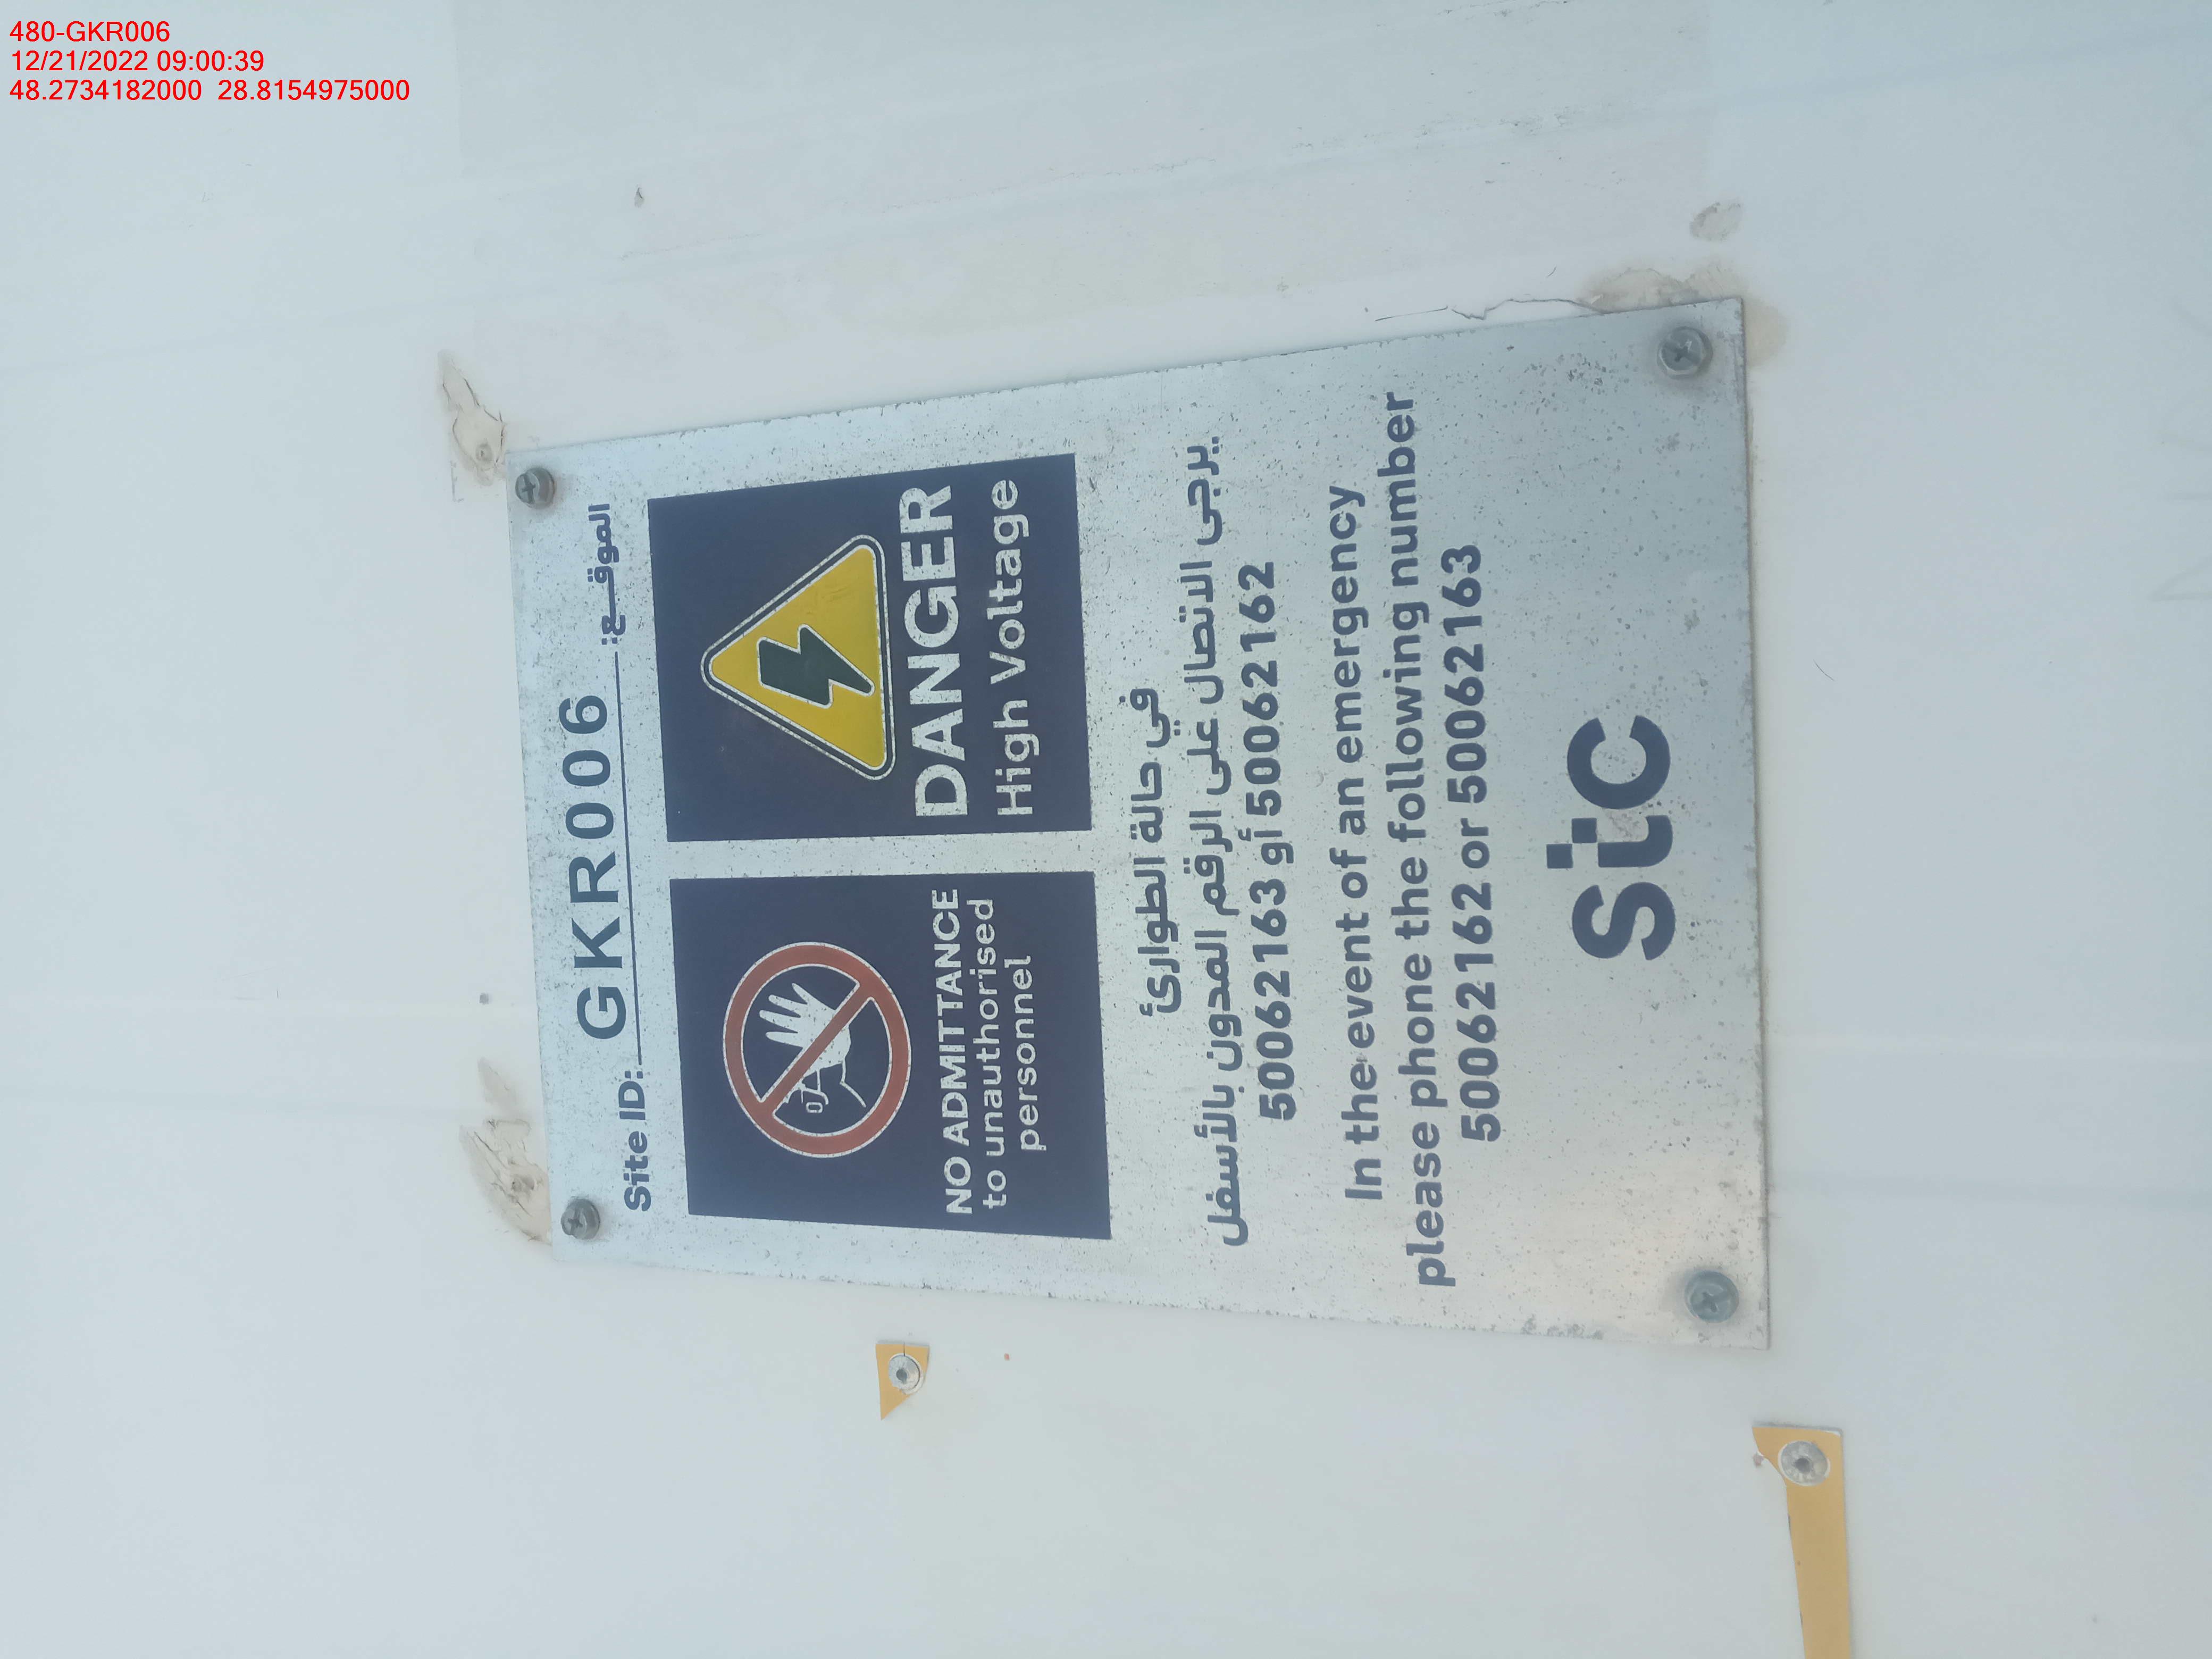 480-GKR006
12/21/2022 09:00:39
48.2734182000 28.8154975000
Site ID: GKR006 الموقع:
NO ADMITTANCE
to unauthorised
personnel
DANGER
High Voltage
في حالة الطوارئ
يرجى الاتصال على الرقم المدون بالأسفل
50062163 أو 50062162
In the event of an emergency
please phone the following number
50062162 or 50062163
stc